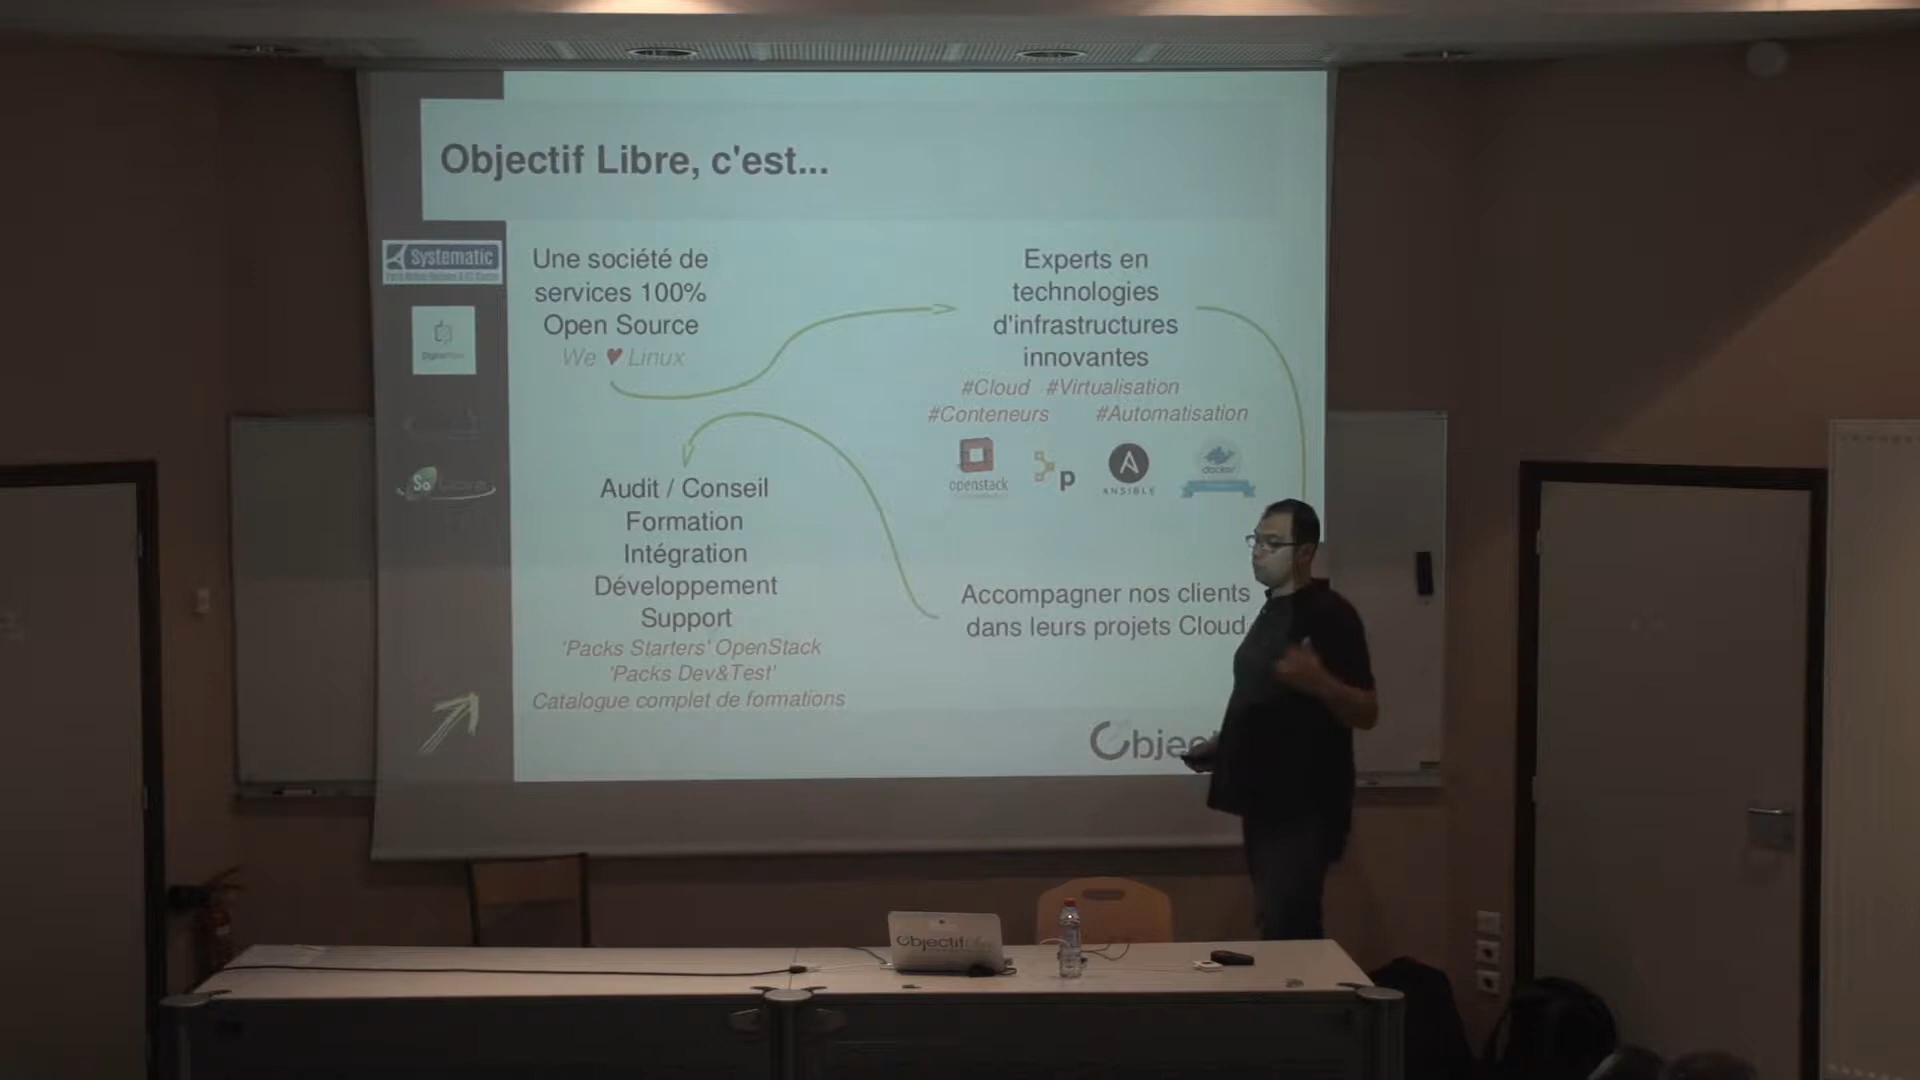 Objectif Libre, c'est...
Systematic
Une société de
services 100%
Open Source
We ♥ Linux
Experts en
technologies
d'infrastructures
innovantes
#Cloud #Virtualisation
#Conteneurs #Automatisation
openstack
p
ANSIBLE
docker
Audit / Conseil
Formation
Intégration
Développement
Support
'Packs Starters' OpenStack
'Packs Dev&Test'
Catalogue complet de formations
Accompagner nos clients
dans leurs projets Cloud
Objec
Objectif